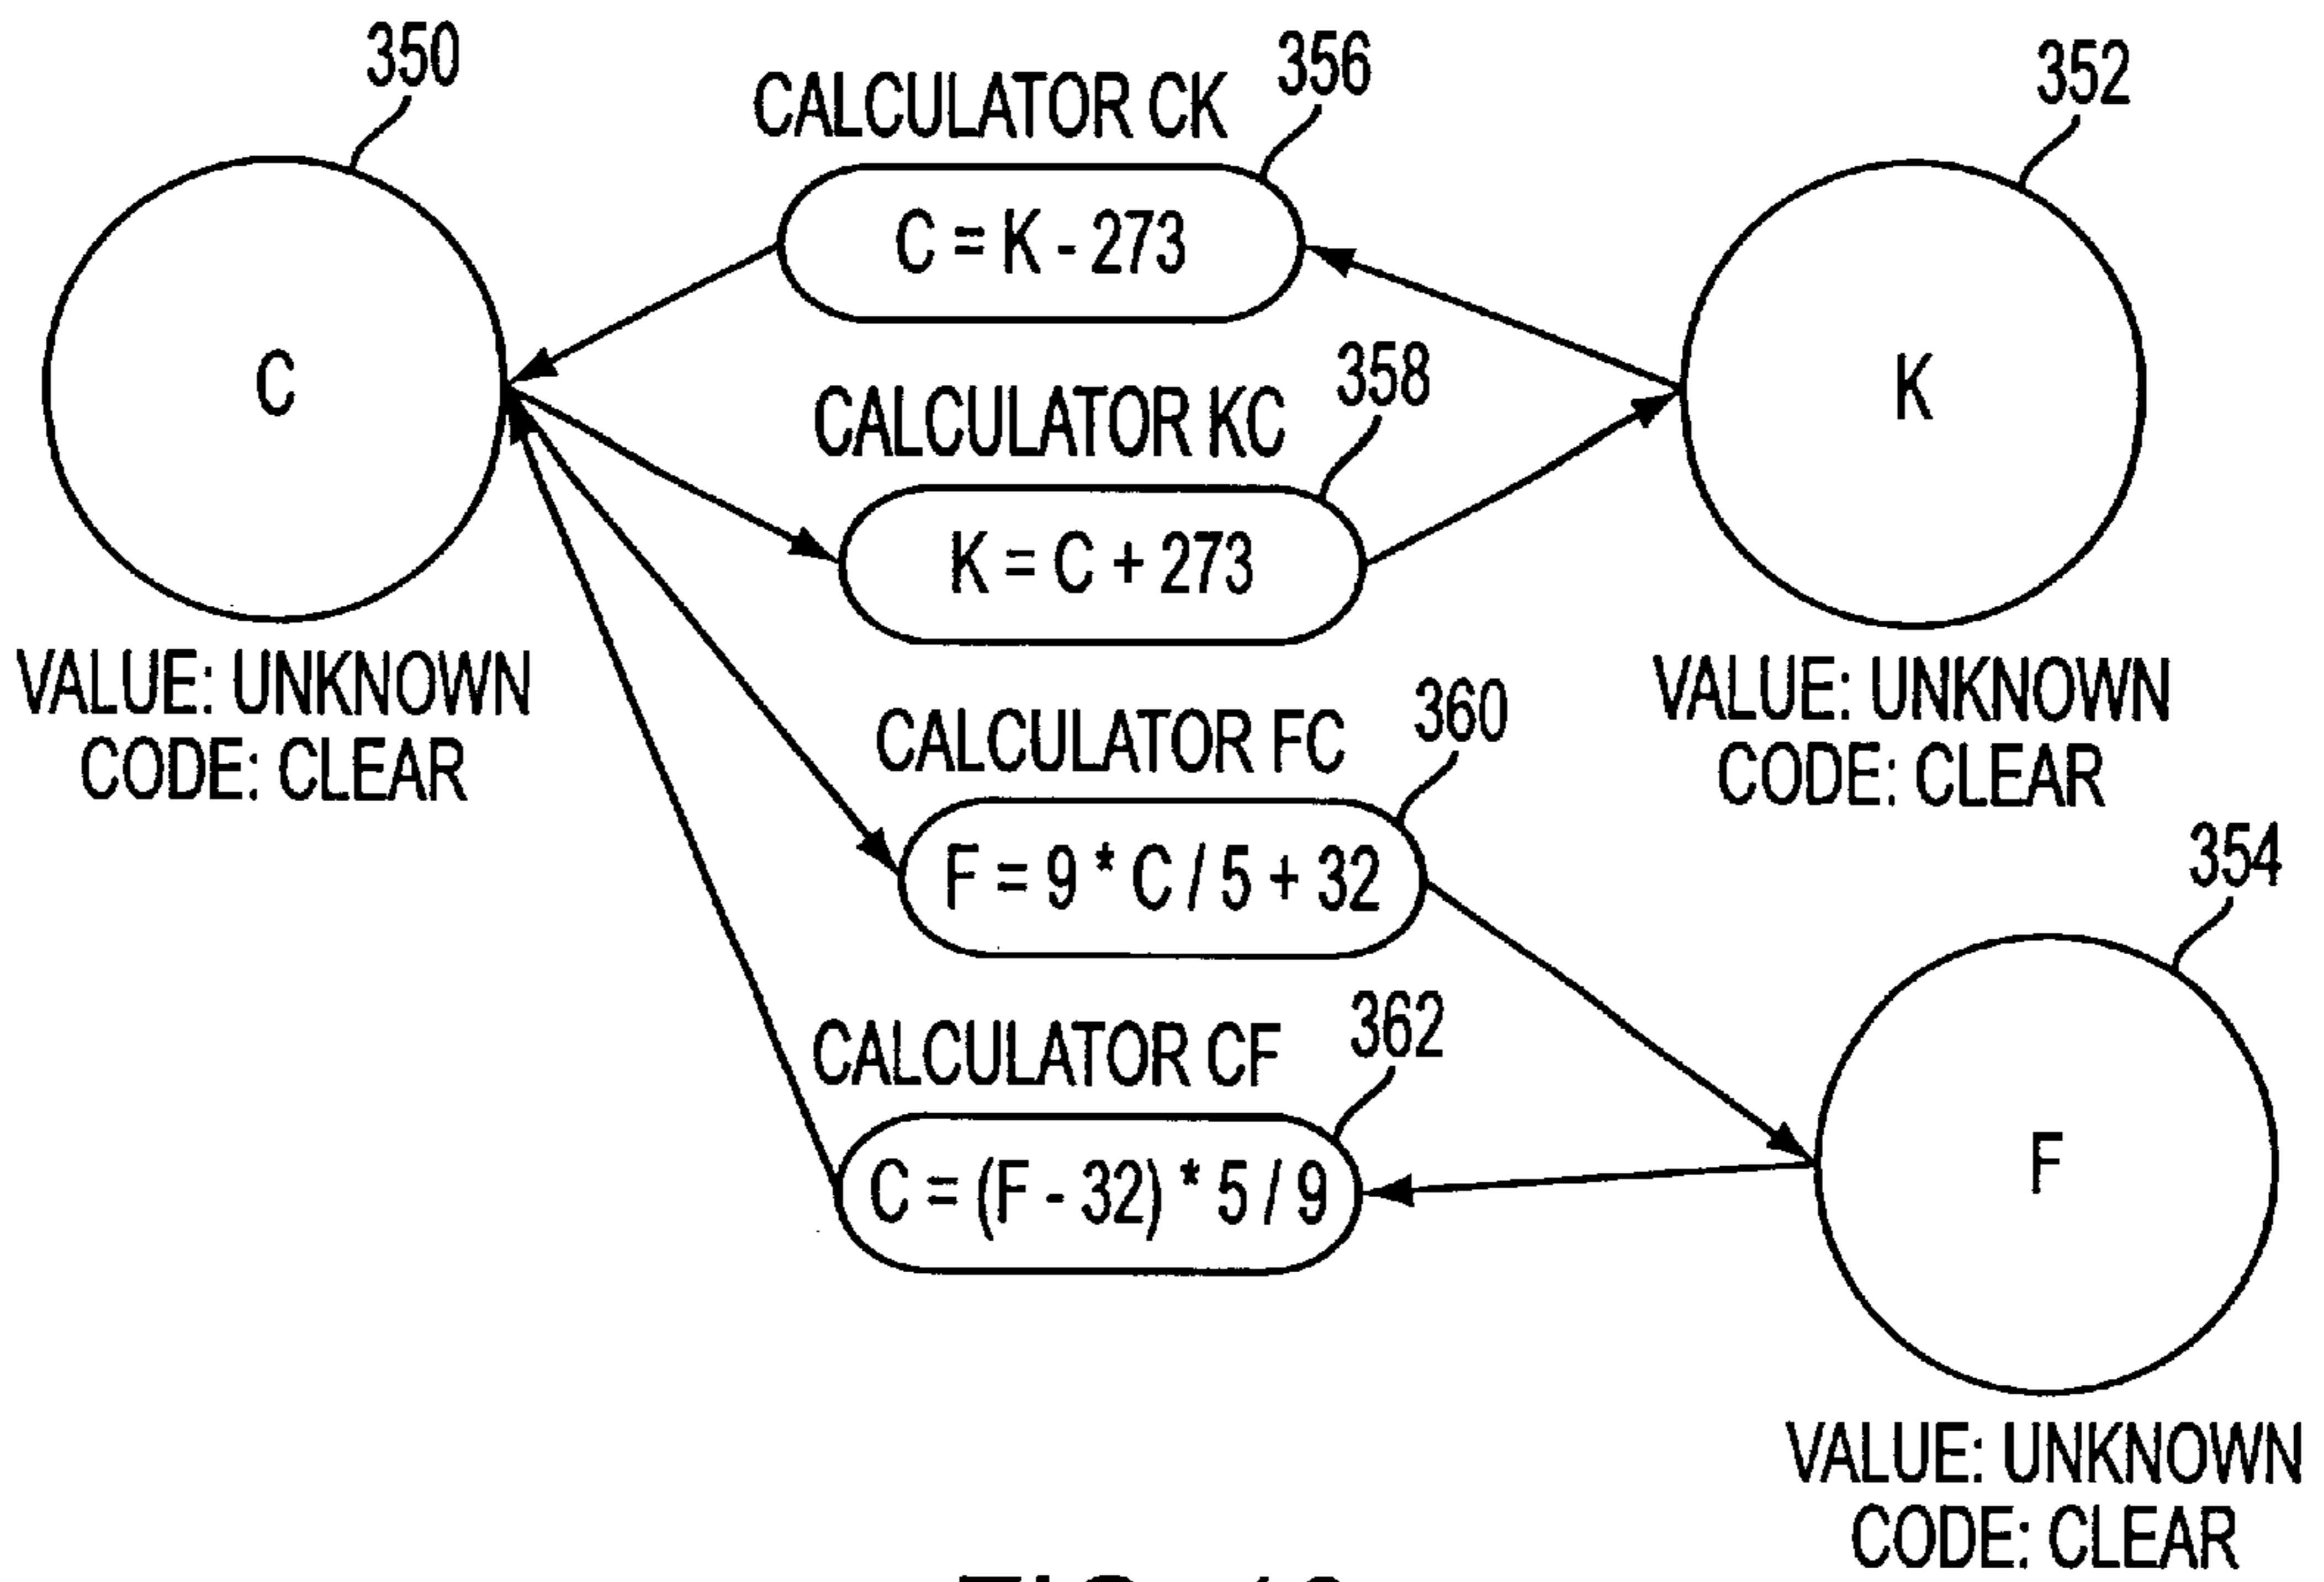 350
CALCULATOR CK
356
352
C = K - 273
C
K
CALCULATOR KC
358
K = C + 273
VALUE: UNKNOWN
CODE: CLEAR
VALUE: UNKNOWN
CODE: CLEAR
CALCULATOR FC
360
F = 9 * C / 5 + 32
354
CALCULATOR CF
362
C = (F - 32) * 5 / 9
F
VALUE: UNKNOWN
CODE: CLEAR